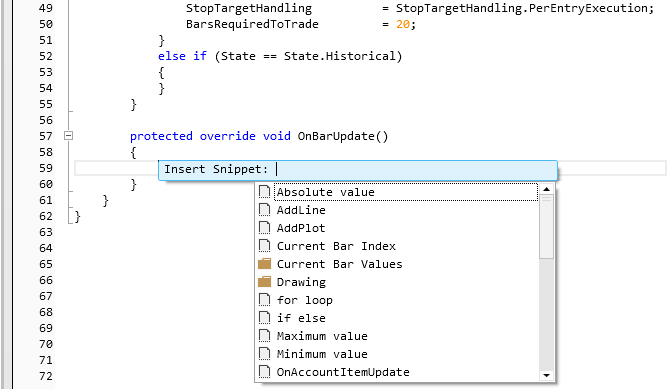 49 StopTargetHandling = StopTargetHandling.PerEntryExecution;
50 BarsRequiredToTrade = 20;
51 }
52 else if (State == State.Historical)
53 {
54 }
55 }
56
57 protected override void OnBarUpdate()
58 {
59 Insert Snippet:
60 }
61 }
62 }
63
64
65
66
67
68
69
70
71
72
Absolute value
AddLine
AddPlot
Current Bar Index
Current Bar Values
Drawing
for loop
if else
Maximum value
Minimum value
OnAccountItemUpdate